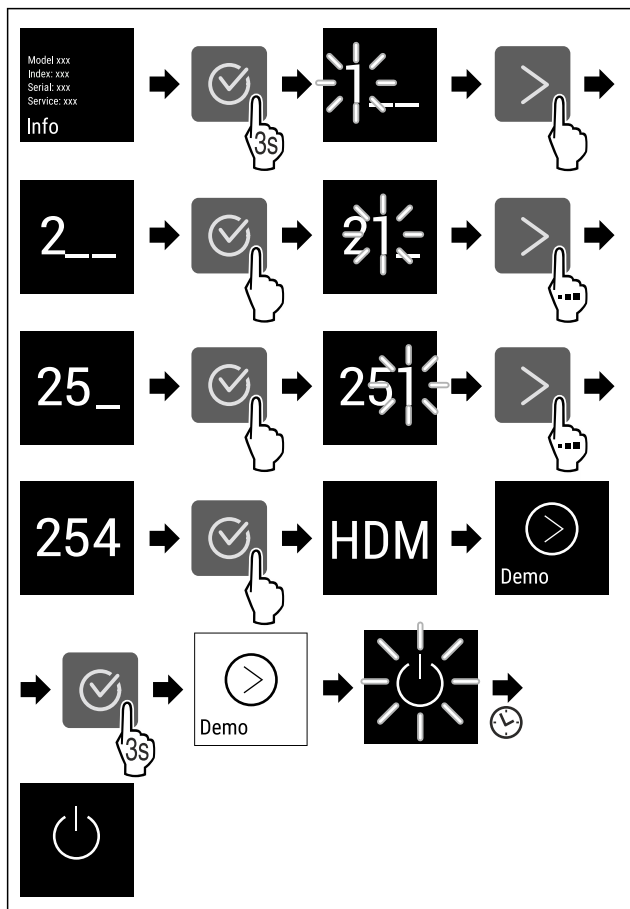 Model xxx
Index: xxx
Serial: xxx
Service: xxx
Info
3s
1__
2__
21_
25_
251
254
HDM
Demo
3s
Demo